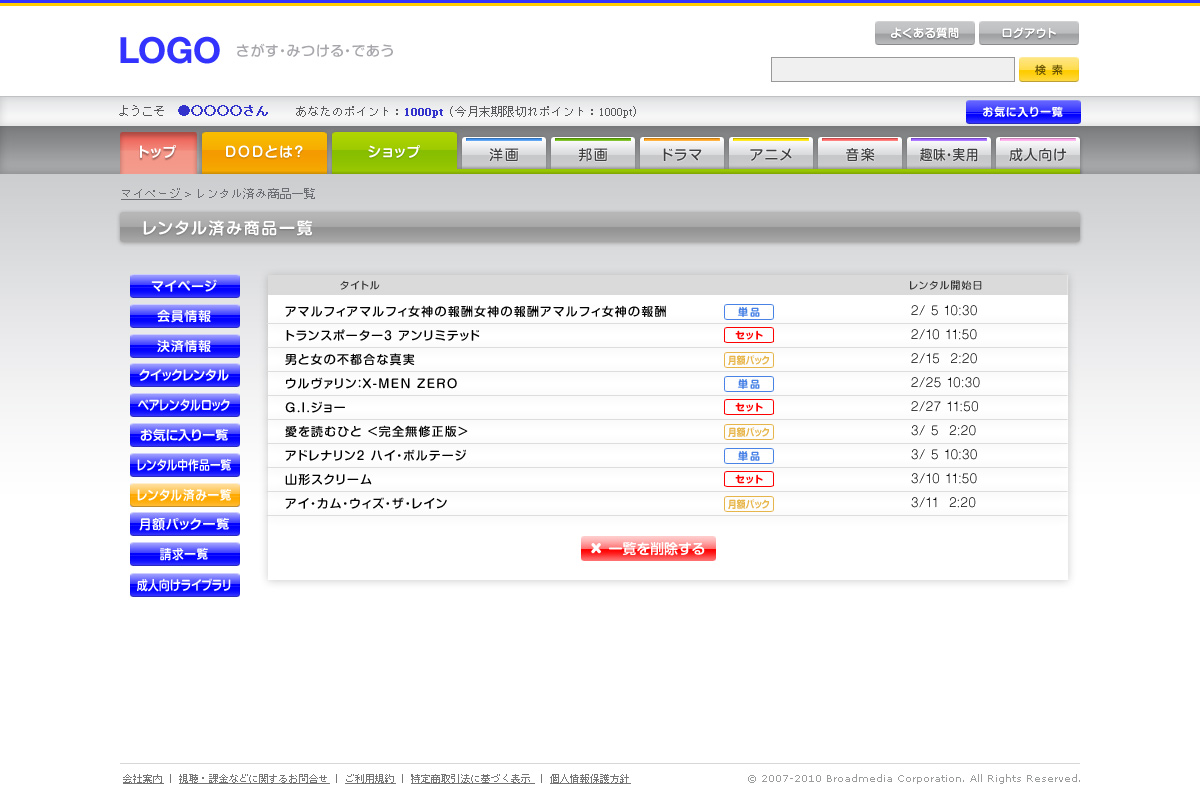 LOGO さがす・みつける・であう
よくある質問 ログアウト
検 索
ようこそ ●○○○○さん あなたのポイント：1000pt（今月末期限切れポイント：1000pt）
お気に入り一覧
トップ DODとは? ショップ 洋画 邦画 ドラマ アニメ 音楽 趣味・実用 成人向け
マイページ > レンタル済み商品一覧
レンタル済み商品一覧
マイページ
会員情報
決済情報
クイックレンタル
ペアレンタルロック
お気に入り一覧
レンタル中作品一覧
レンタル済み一覧
月額パック一覧
請求一覧
成人向けライブラリ
タイトル レンタル開始日
アマルフィアマルフィ女神の報酬女神の報酬アマルフィ女神の報酬 単品 2/ 5 10:30
トランスポーター3 アンリミテッド セット 2/10 11:50
男と女の不都合な真実 月額パック 2/15 2:20
ウルヴァリン:X-MEN ZERO 単品 2/25 10:30
G.I.ジョー セット 2/27 11:50
愛を読むひと <完全無修正版> 月額パック 3/ 5 2:20
アドレナリン2 ハイ・ボルテージ 単品 3/ 5 10:30
山形スクリーム セット 3/10 11:50
アイ・カム・ウィズ・ザ・レイン 月額パック 3/11 2:20
✖ 一覧を削除する
会社案内 | 視聴・課金などに関するお問合せ | ご利用規約 | 特定商取引法に基づく表示 | 個人情報保護方針
© 2007-2010 Broadmedia Corporation. All Rights Reserved.